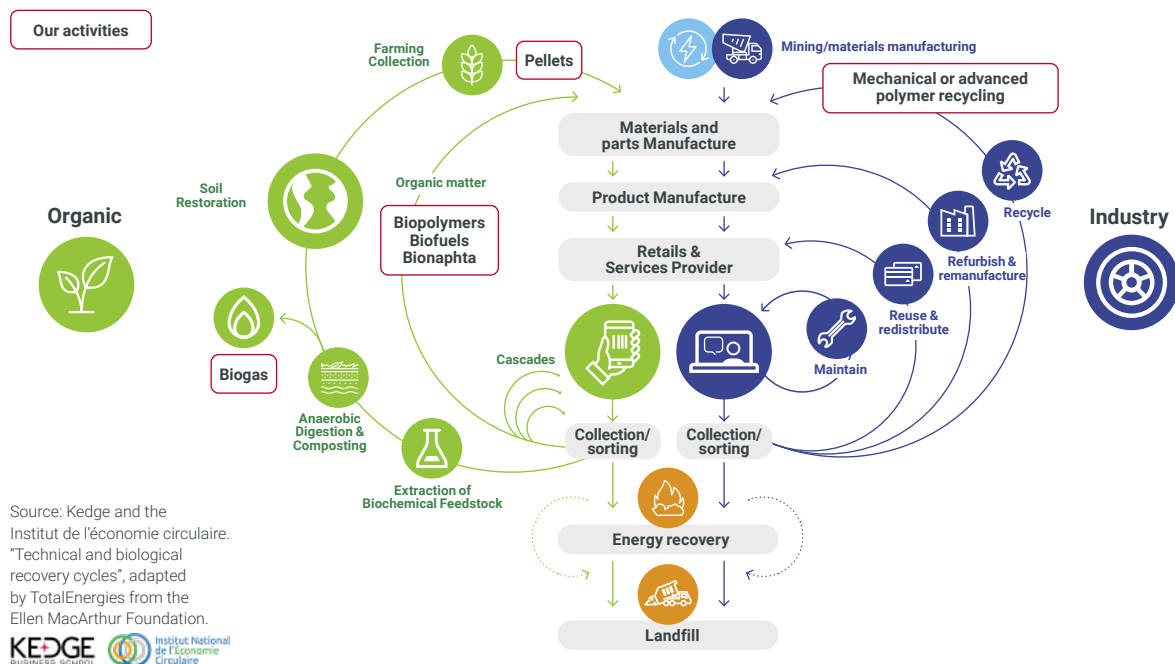 Our activities
Farming
Collection
Pellets
Mining/materials manufacturing
Mechanical or advanced
polymer recycling
Materials and
parts Manufacture
Soil
Restoration
Organic matter
Product Manufacture
Recycle
Organic
Biopolymers
Biofuels
Bionaphta
Industry
Retails &
Services Provider
Refurbish &
remanufacture
Reuse &
redistribute
Biogas
Cascades
Maintain
Anaerobic
Digestion &
Composting
Collection/
sorting
Collection/
sorting
Extraction of
Biochemical Feedstock
Source: Kedge and the
Institut de l’économie circulaire.
“Technical and biological
recovery cycles”, adapted
by TotalEnergies from the
Ellen MacArthur Foundation.
Energy recovery
Landfill
KEDGE
BUSINESS SCHOOL
Institut National
de l'Économie
Circulaire